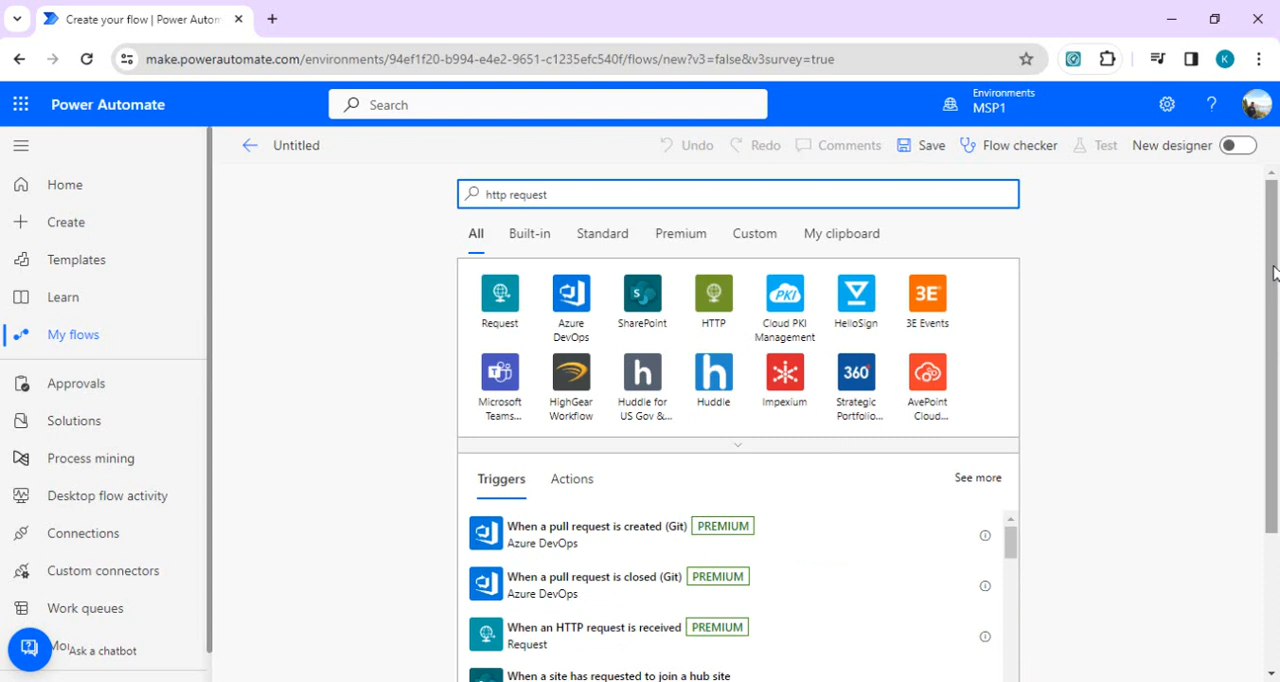 Create your flow | Power Autom
make.powerautomate.com/environments/94ef1f20-b994-e4e2-9651-c1235efc540f/flows/new?v3=false&v3survey=true
K
Power Automate
Search
Environments
MSP1
Untitled
Undo
Redo
Comments
Save
Flow checker
Test
New designer
Home
Create
Templates
Learn
My flows
Approvals
Solutions
Process mining
Desktop flow activity
Connections
Custom connectors
Work queues
Ask a chatbot
http request
All
Built-in
Standard
Premium
Custom
My clipboard
Request
Azure
DevOps
SharePoint
HTTP
PKI
Cloud PKI
Management
HelloSign
3E
3E Events
Microsoft
Teams...
HighGear
Workflow
h
Huddle for
US Gov &...
h
Huddle
Impexium
360°
Strategic
Portfolio...
AvePoint
Cloud...
Triggers
Actions
See more
When a pull request is created (Git) PREMIUM
Azure DevOps
When a pull request is closed (Git) PREMIUM
Azure DevOps
When an HTTP request is received PREMIUM
Request
When a site has requested to join a hub site